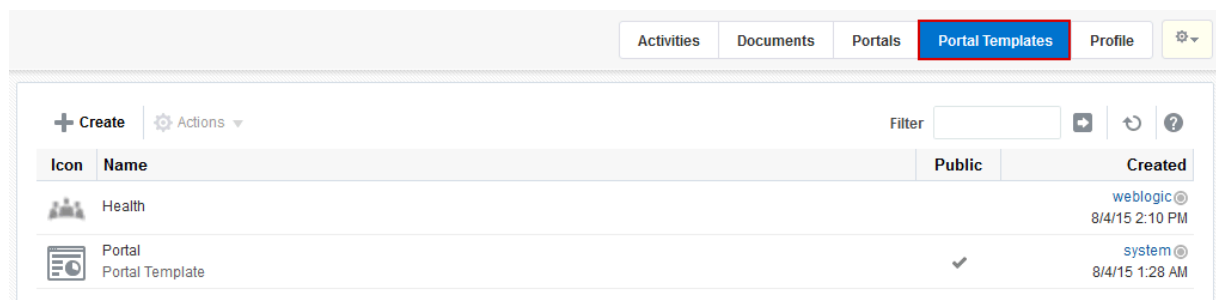 Activities Documents Portals Portal Templates Profile
Create Actions Filter
Icon Name Public Created
Health weblogic
8/4/15 2:10 PM
Portal system
Portal Template 8/4/15 1:28 AM